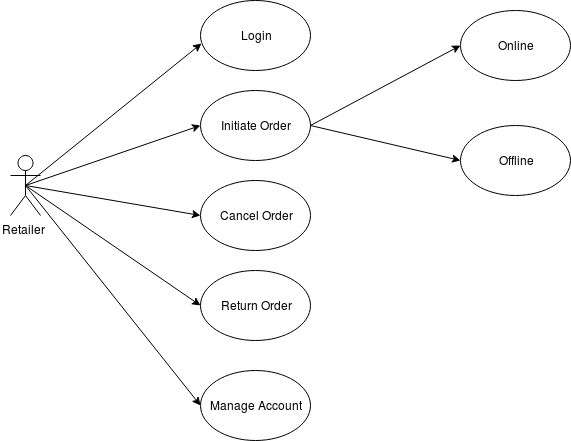 Login
Online
Initiate Order
Offline
Retailer
Cancel Order
Return Order
Manage Account